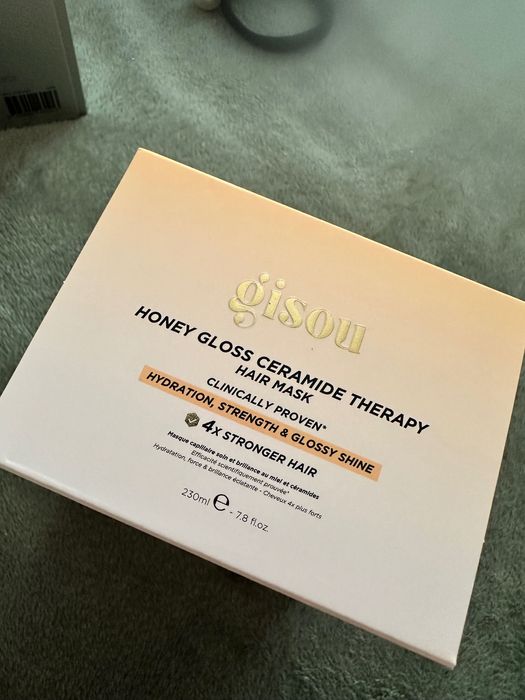 gisou
HONEY GLOSS CERAMIDE THERAPY
HAIR MASK
CLINICALLY PROVEN*
HYDRATION, STRENGTH & GLOSSY SHINE
4x STRONGER HAIR
Masque capillaire soin et brillance au miel et céramides
Efficacité scientifiquement prouvée*
Hydratation, force & brillance éclatante - Cheveux 4x plus forts
230ml ℮ - 7.8 fl.oz.